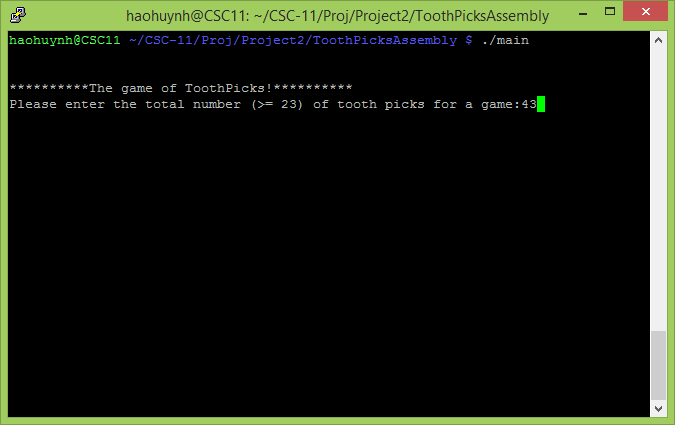 haohuynh@CSC11: ~/CSC-11/Proj/Project2/ToothPicksAssembly
haohuynh@CSC11 ~/CSC-11/Proj/Project2/ToothPicksAssembly $ ./main
**********The game of ToothPicks!**********
Please enter the total number (>= 23) of tooth picks for a game:43